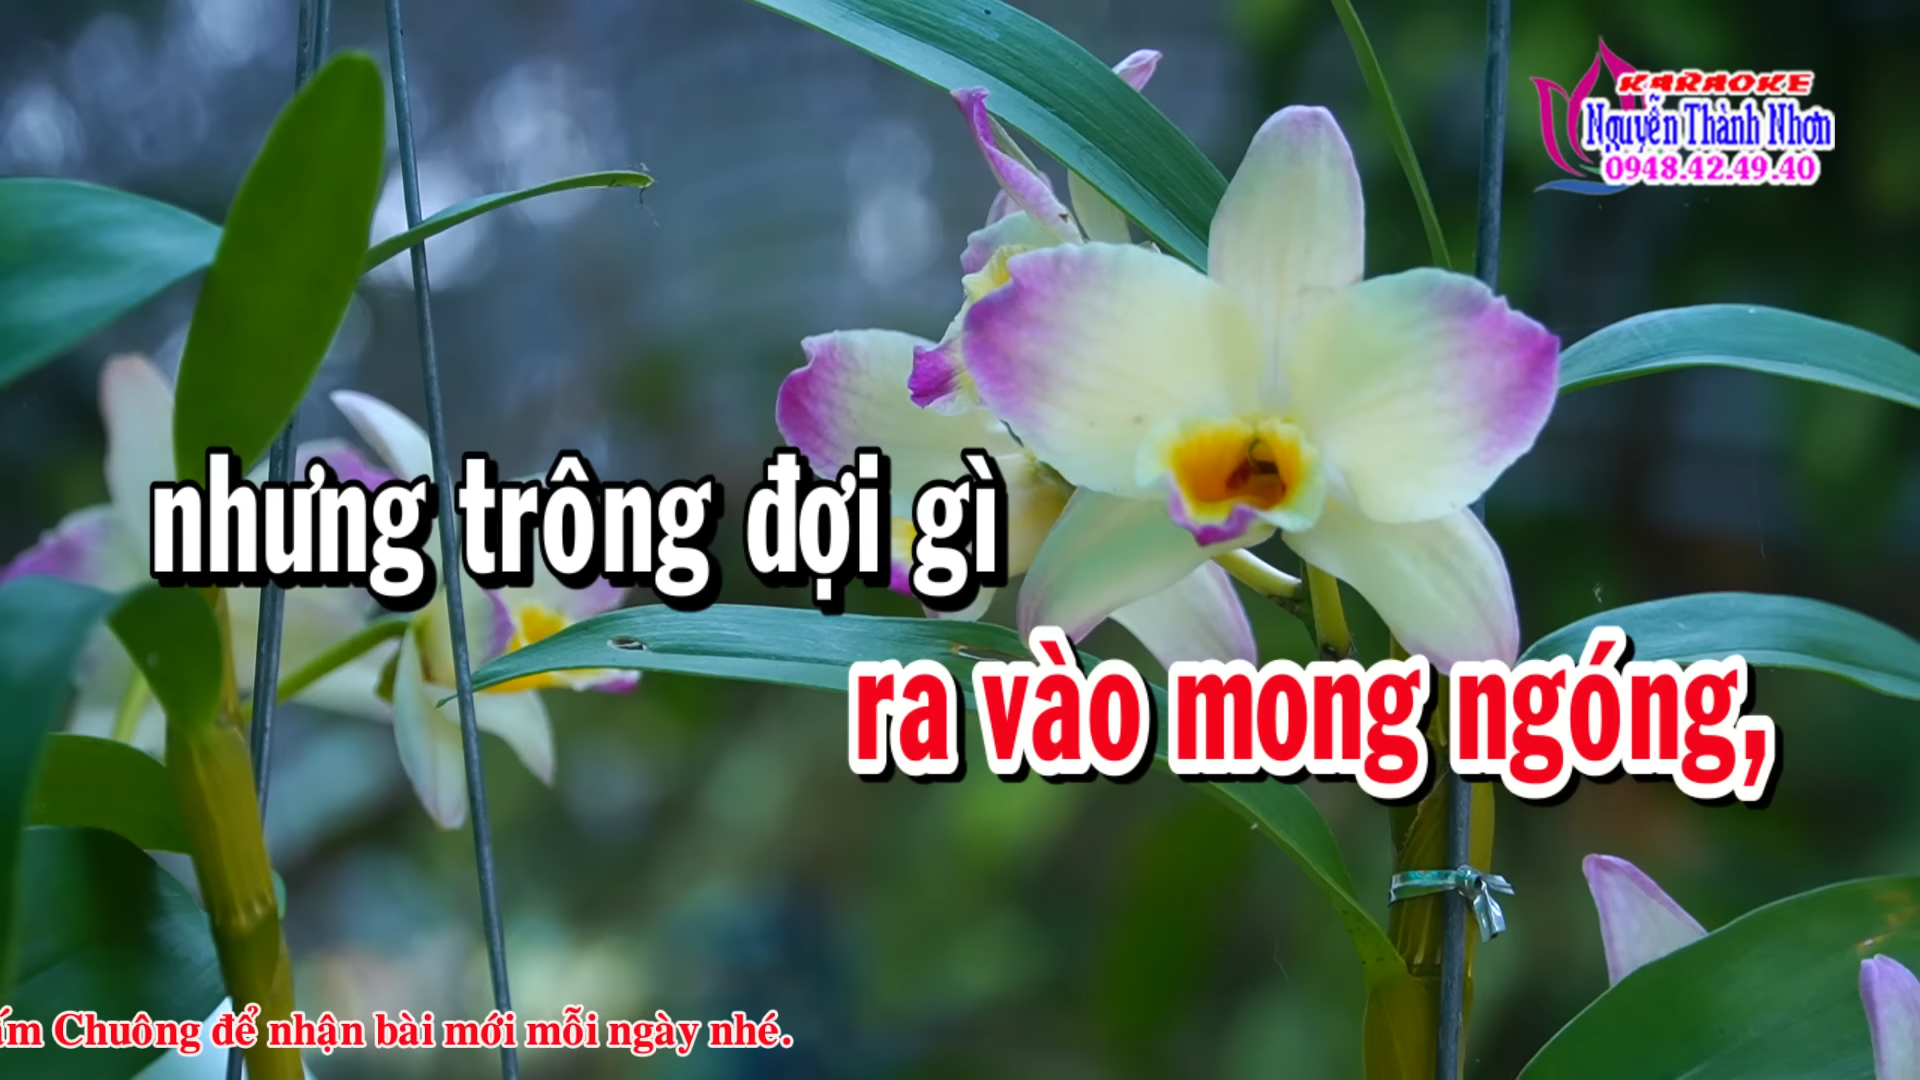 KARAOKE
Nguyễn Thành Nhơn
0948.42.49.40
nhưng trông đợi gì
ra vào mong ngóng,
Chuông để nhận bài mới mỗi ngày nhé.